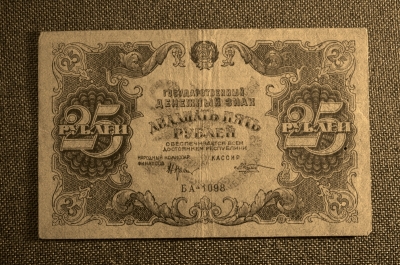 ГОСУДАРСТВЕННЫЙ
ДЕНЕЖНЫЙ ЗНАК
25 РУБЛЕЙ
ДВАДЦАТЬ ПЯТЬ
РУБЛЕЙ
25 РУБЛЕЙ
ОБЕСПЕЧИВАЕТСЯ ВСЕМ
ДОСТОЯНИЕМ РЕСПУБЛИКИ
НАРОДНЫЙ КОМИССАР
ФИНАНСОВ
КАССИР
БА-1098